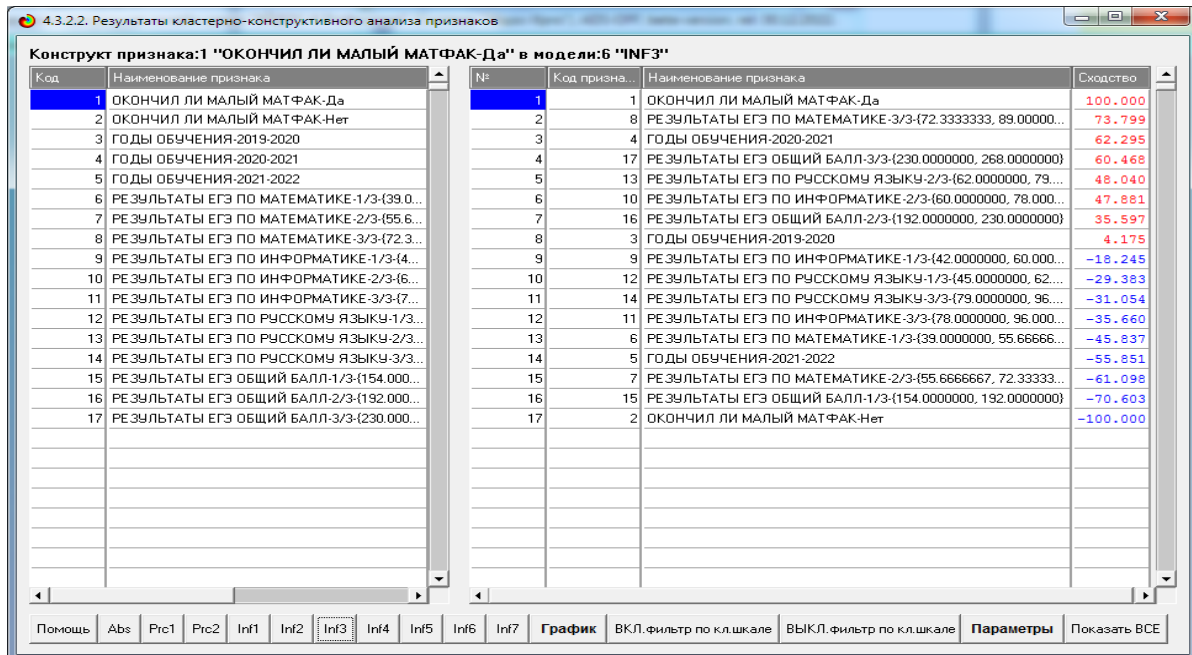 4.3.2.2. Результаты кластерно-конструктивного анализа признаков
Конструкт признака:1 "ОКОНЧИЛ ЛИ МАЛЫЙ МАТФАК-Да" в модели:6 "INF3"
Код Наименование признака
1 ОКОНЧИЛ ЛИ МАЛЫЙ МАТФАК-Да
2 ОКОНЧИЛ ЛИ МАЛЫЙ МАТФАК-Нет
3 ГОДЫ ОБУЧЕНИЯ-2019-2020
4 ГОДЫ ОБУЧЕНИЯ-2020-2021
5 ГОДЫ ОБУЧЕНИЯ-2021-2022
6 РЕЗУЛЬТАТЫ ЕГЭ ПО МАТЕМАТИКЕ-1/3-{39.0...
7 РЕЗУЛЬТАТЫ ЕГЭ ПО МАТЕМАТИКЕ-2/3-{55.6...
8 РЕЗУЛЬТАТЫ ЕГЭ ПО МАТЕМАТИКЕ-3/3-{72.3...
9 РЕЗУЛЬТАТЫ ЕГЭ ПО ИНФОРМАТИКЕ-1/3-{4...
10 РЕЗУЛЬТАТЫ ЕГЭ ПО ИНФОРМАТИКЕ-2/3-{6...
11 РЕЗУЛЬТАТЫ ЕГЭ ПО ИНФОРМАТИКЕ-3/3-{7...
12 РЕЗУЛЬТАТЫ ЕГЭ ПО РУССКОМУ ЯЗЫКУ-1/3...
13 РЕЗУЛЬТАТЫ ЕГЭ ПО РУССКОМУ ЯЗЫКУ-2/3...
14 РЕЗУЛЬТАТЫ ЕГЭ ПО РУССКОМУ ЯЗЫКУ-3/3...
15 РЕЗУЛЬТАТЫ ЕГЭ ОБЩИЙ БАЛЛ-1/3-{154.000...
16 РЕЗУЛЬТАТЫ ЕГЭ ОБЩИЙ БАЛЛ-2/3-{192.000...
17 РЕЗУЛЬТАТЫ ЕГЭ ОБЩИЙ БАЛЛ-3/3-{230.000...
№ Код призна... Наименование признака Сходство
1 1 ОКОНЧИЛ ЛИ МАЛЫЙ МАТФАК-Да 100.000
2 8 РЕЗУЛЬТАТЫ ЕГЭ ПО МАТЕМАТИКЕ-3/3-{72.3333333, 89.00000... 73.799
3 4 ГОДЫ ОБУЧЕНИЯ-2020-2021 62.295
4 17 РЕЗУЛЬТАТЫ ЕГЭ ОБЩИЙ БАЛЛ-3/3-{230.0000000, 268.0000000} 60.468
5 13 РЕЗУЛЬТАТЫ ЕГЭ ПО РУССКОМУ ЯЗЫКУ-2/3-{62.0000000, 79.... 48.040
6 10 РЕЗУЛЬТАТЫ ЕГЭ ПО ИНФОРМАТИКЕ-2/3-{60.0000000, 78.000... 47.881
7 16 РЕЗУЛЬТАТЫ ЕГЭ ОБЩИЙ БАЛЛ-2/3-{192.0000000, 230.0000000} 35.597
8 3 ГОДЫ ОБУЧЕНИЯ-2019-2020 4.175
9 9 РЕЗУЛЬТАТЫ ЕГЭ ПО ИНФОРМАТИКЕ-1/3-{42.0000000, 60.000... -18.245
10 12 РЕЗУЛЬТАТЫ ЕГЭ ПО РУССКОМУ ЯЗЫКУ-1/3-{45.0000000, 62.... -29.383
11 14 РЕЗУЛЬТАТЫ ЕГЭ ПО РУССКОМУ ЯЗЫКУ-3/3-{79.0000000, 96.... -31.054
12 11 РЕЗУЛЬТАТЫ ЕГЭ ПО ИНФОРМАТИКЕ-3/3-{78.0000000, 96.000... -35.660
13 6 РЕЗУЛЬТАТЫ ЕГЭ ПО МАТЕМАТИКЕ-1/3-{39.0000000, 55.66666... -45.837
14 5 ГОДЫ ОБУЧЕНИЯ-2021-2022 -55.851
15 7 РЕЗУЛЬТАТЫ ЕГЭ ПО МАТЕМАТИКЕ-2/3-{55.6666667, 72.33333... -61.098
16 15 РЕЗУЛЬТАТЫ ЕГЭ ОБЩИЙ БАЛЛ-1/3-{154.0000000, 192.0000000} -70.603
17 2 ОКОНЧИЛ ЛИ МАЛЫЙ МАТФАК-Нет -100.000
Помощь Abs Prc1 Prc2 Inf1 Inf2 Inf3 Inf4 Inf5 Inf6 Inf7 График ВКЛ.фильтр по кл.шкале ВЫКЛ.фильтр по кл.шкале Параметры Показать ВСЕ